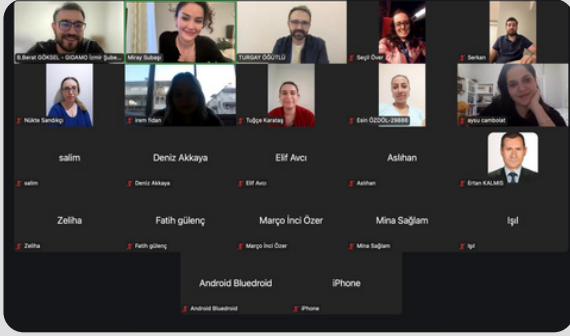 B.Berat GÖKSEL - GIDAMO İzmir Şube...
Miray Subaşı
TURGAY ÖĞÜTLÜ
Seçil Över
Serkan
Nükte Sandıkçı
irem fidan
Tuğçe Karataş
Esin ÖZDÖL-29886
aysu cambolat
salim
Deniz Akkaya
Elif Avcı
Aslıhan
salim
Deniz Akkaya
Elif Avcı
Aslıhan
Ertan KALMIS
Zeliha
Fatih gülenç
Março İnci Özer
Mina Sağlam
Işıl
Zeliha
Fatih gülenç
Março İnci Özer
Mina Sağlam
Işıl
Android Bluedroid
iPhone
Android Bluedroid
iPhone